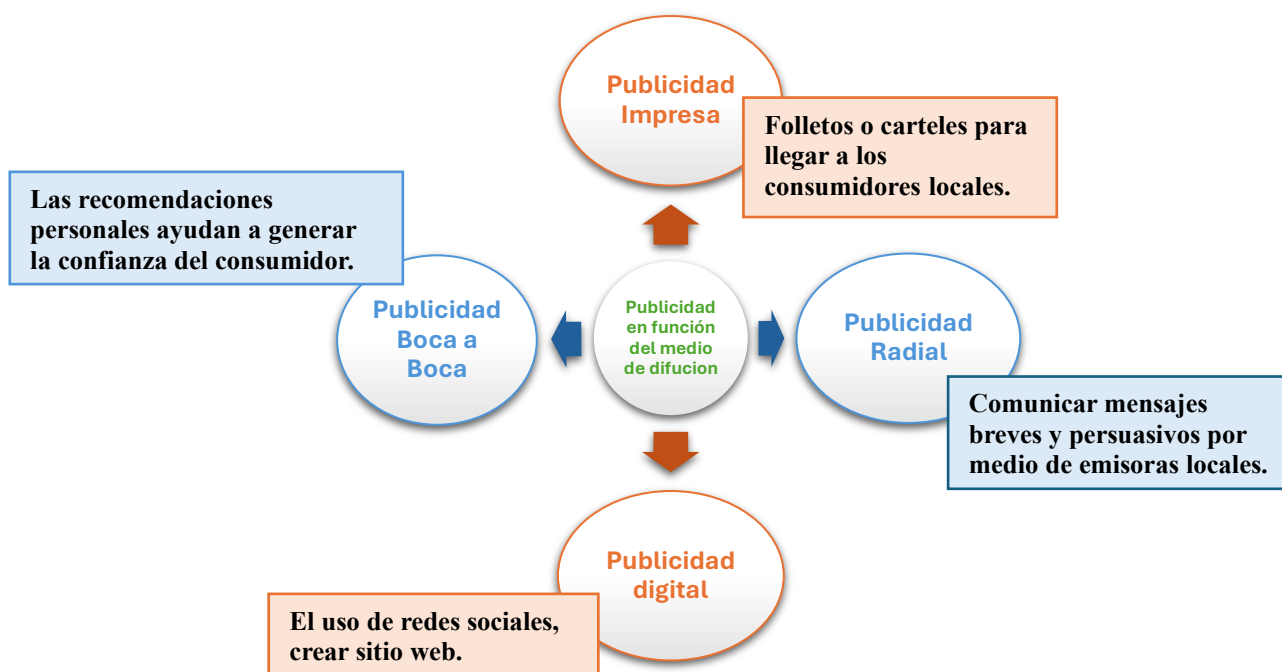 Publicidad
Impresa
Folletos o carteles para
llegar a los
consumidores locales.
Las recomendaciones
personales ayudan a generar
la confianza del consumidor.
Publicidad
Boca a
Boca
Publicidad
en función
del medio
de difucion
Publicidad
Radial
Comunicar mensajes
breves y persuasivos por
medio de emisoras locales.
Publicidad
digital
El uso de redes sociales,
crear sitio web.